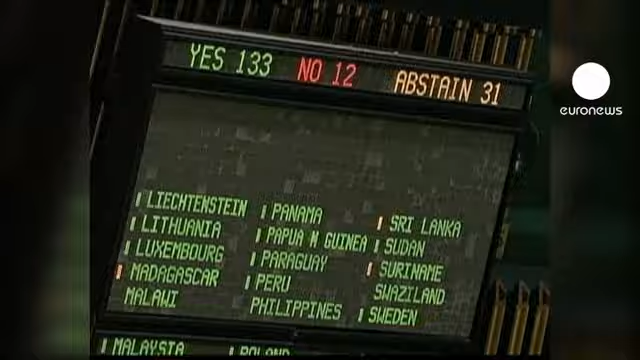 YES 133 NO 12 ABSTAIN 31
euronews
LIECHTENSTEIN
LITHUANIA
LUXEMBOURG
MADAGASCAR
MALAWI
PANAMA
PAPUA N GUINEA
PARAGUAY
PERU
PHILIPPINES
SRI LANKA
SUDAN
SURINAME
SWAZILAND
SWEDEN
MALAYSIA
POLAND